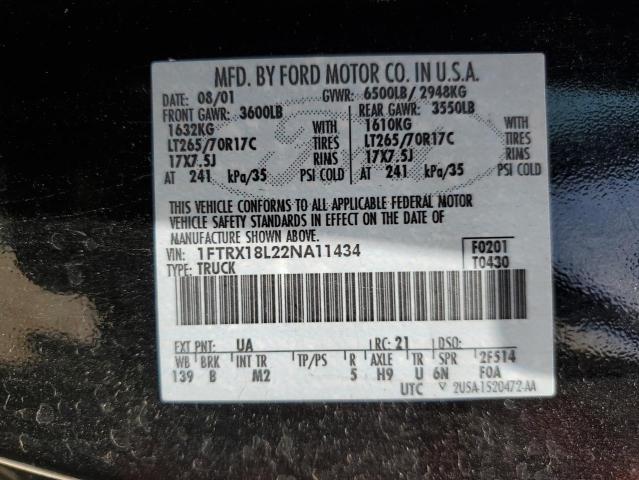 MFD. BY FORD MOTOR CO. IN U.S.A.
DATE: 08/01 GVWR: 6500LB/ 2948KG
FRONT GAWR: 3600LB REAR GAWR: 3550LB
1632KG WITH 1610KG WITH
LT265/70R17C TIRES LT265/70R17C TIRES
17X7.5J RIMS 17X7.5J RIMS
AT 241 kPa/35 PSI COLD AT 241 kPa/35 PSI COLD
THIS VEHICLE CONFORMS TO ALL APPLICABLE FEDERAL MOTOR
VEHICLE SAFETY STANDARDS IN EFFECT ON THE DATE OF
MANUFACTURE SHOWN ABOVE.
VIN: 1FTRX18L22NA11434 F0201
TYPE: TRUCK T0430
EXT PNT: UA RC: 21 DSO:
WB BRK INT TR TP/PS R AXLE TR SPR 2F514
139 B M2 5 H9 U 6N FOA
UTC 2USA-1520472-AA